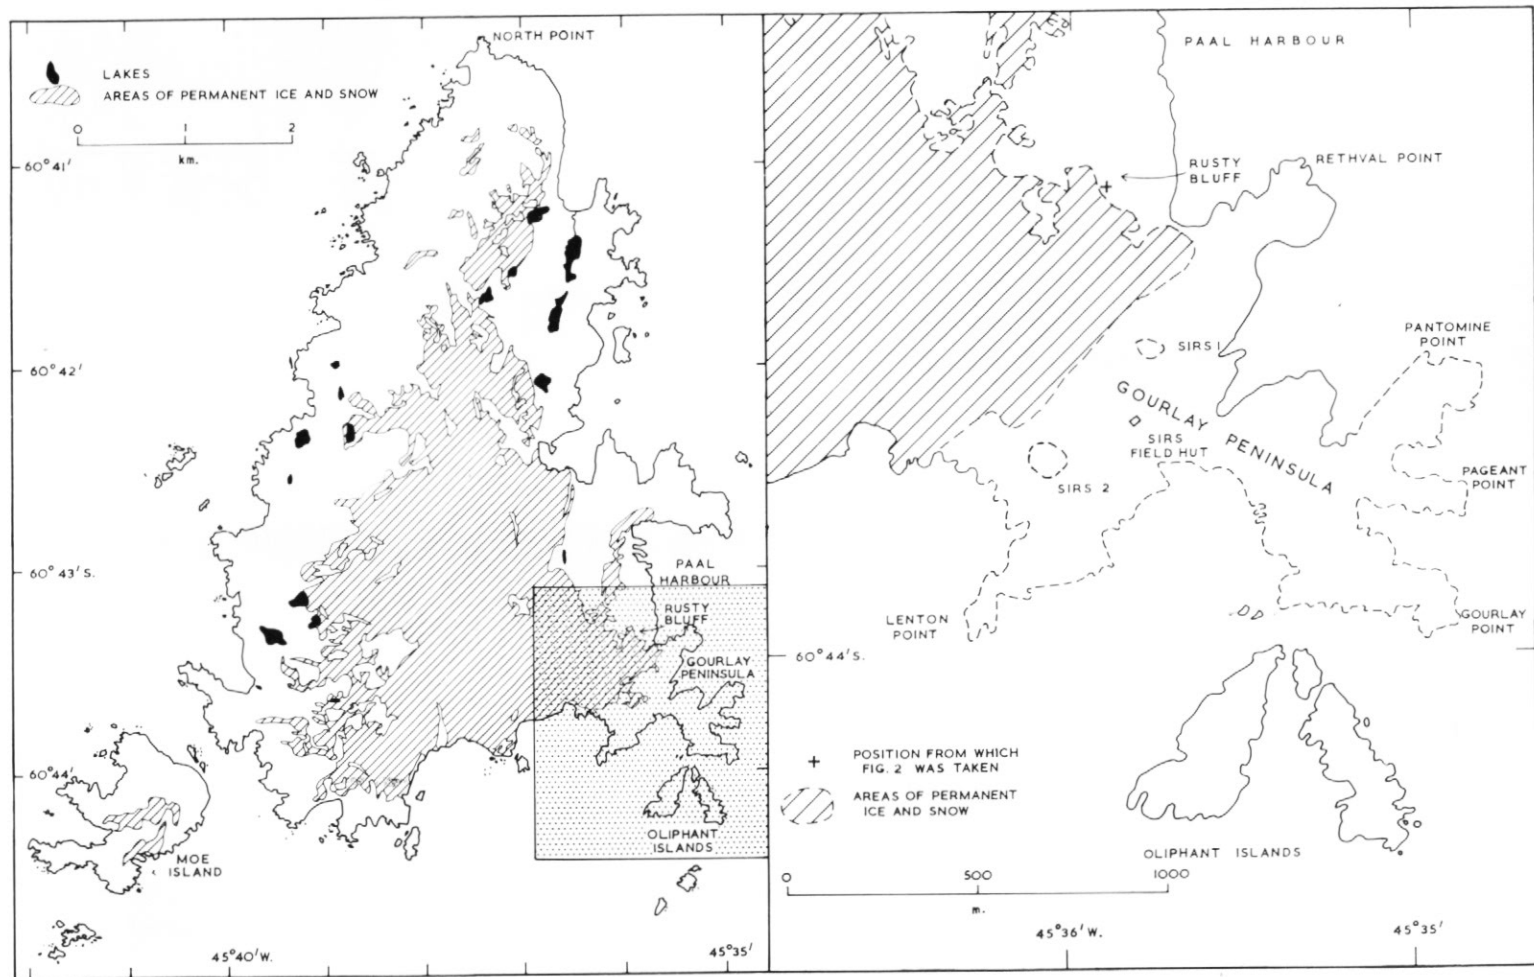 NORTH POINT
LAKES
AREAS OF PERMANENT ICE AND SNOW
0 1 2
km.
60°41'
60°42'
60°43'S.
60°44'
PAAL
HARBOUR
RUSTY
BLUFF
GOURLAY
PENINSULA
OLIPHANT
ISLANDS
MOE
ISLAND
45°40'W.
45°35'
PAAL HARBOUR
RUSTY
BLUFF
RETHVAL POINT
PANTOMINE
POINT
SIRS 1
GOURLAY PENINSULA
SIRS
FIELD HUT
SIRS 2
PAGEANT
POINT
LENTON
POINT
GOURLAY
POINT
60°44'S.
POSITION FROM WHICH
FIG. 2 WAS TAKEN
AREAS OF PERMANENT
ICE AND SNOW
OLIPHANT ISLANDS
0 500 1000
m.
45°36'W.
45°35'